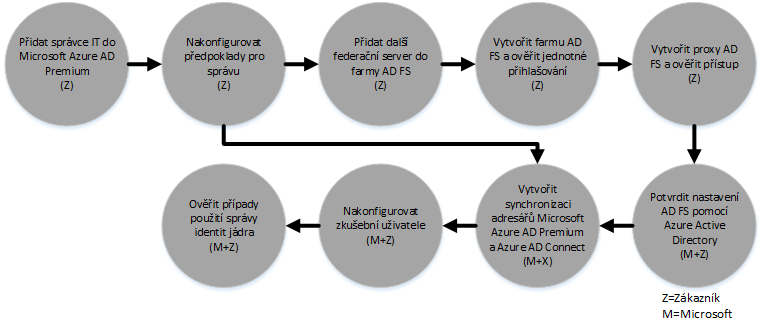 Přidat správce IT do
Microsoft Azure AD
Premium
(Z)
Nakonfigurovat
předpoklady pro
správu
(Z)
Přidat další
federační server do
farmy AD FS
(Z)
Vytvořit farmu AD
FS a ověřit jednotné
přihlašování
(Z)
Vytvořit proxy AD
FS a ověřit přístup
(Z)
Ověřit případy
použití správy
identit jádra
(M+Z)
Nakonfigurovat
zkušební uživatele
(M+Z)
Vytvořit
synchronizaci
adresářů Microsoft
Azure AD Premium
a Azure AD Connect
(M+X)
Potvrdit nastavení
AD FS pomocí
Azure Active
Directory
(M+Z)
Z=Zákazník
M=Microsoft